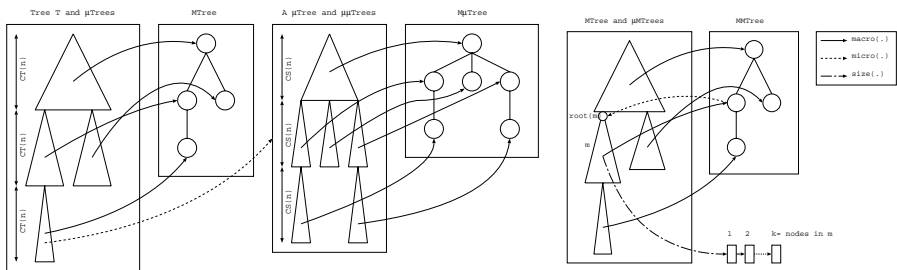 Tree T and μTrees
MTree
A μTree and μμTrees
MμTree
MTree and μMTrees
MMTree
CT(n)
CT(n)
CT(n)
CS(n)
CS(n)
CS(n)
root(m
m
macro(.)
micro(.)
size(.)
1 2 k= nodes in m